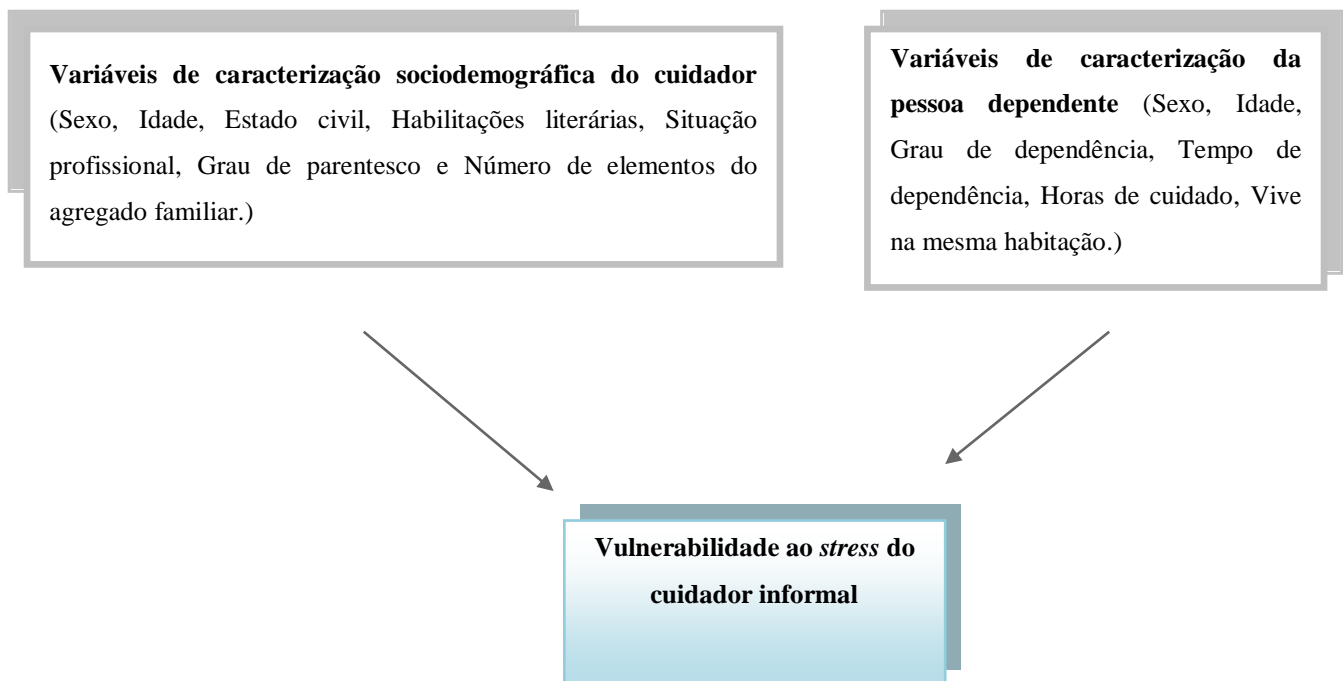 Variáveis de caracterização sociodemográfica do cuidador
(Sexo, Idade, Estado civil, Habilitações literárias, Situação
profissional, Grau de parentesco e Número de elementos do
agregado familiar.)
Variáveis de caracterização da
pessoa dependente (Sexo, Idade,
Grau de dependência, Tempo de
dependência, Horas de cuidado, Vive
na mesma habitação.)
Vulnerabilidade ao stress do
cuidador informal